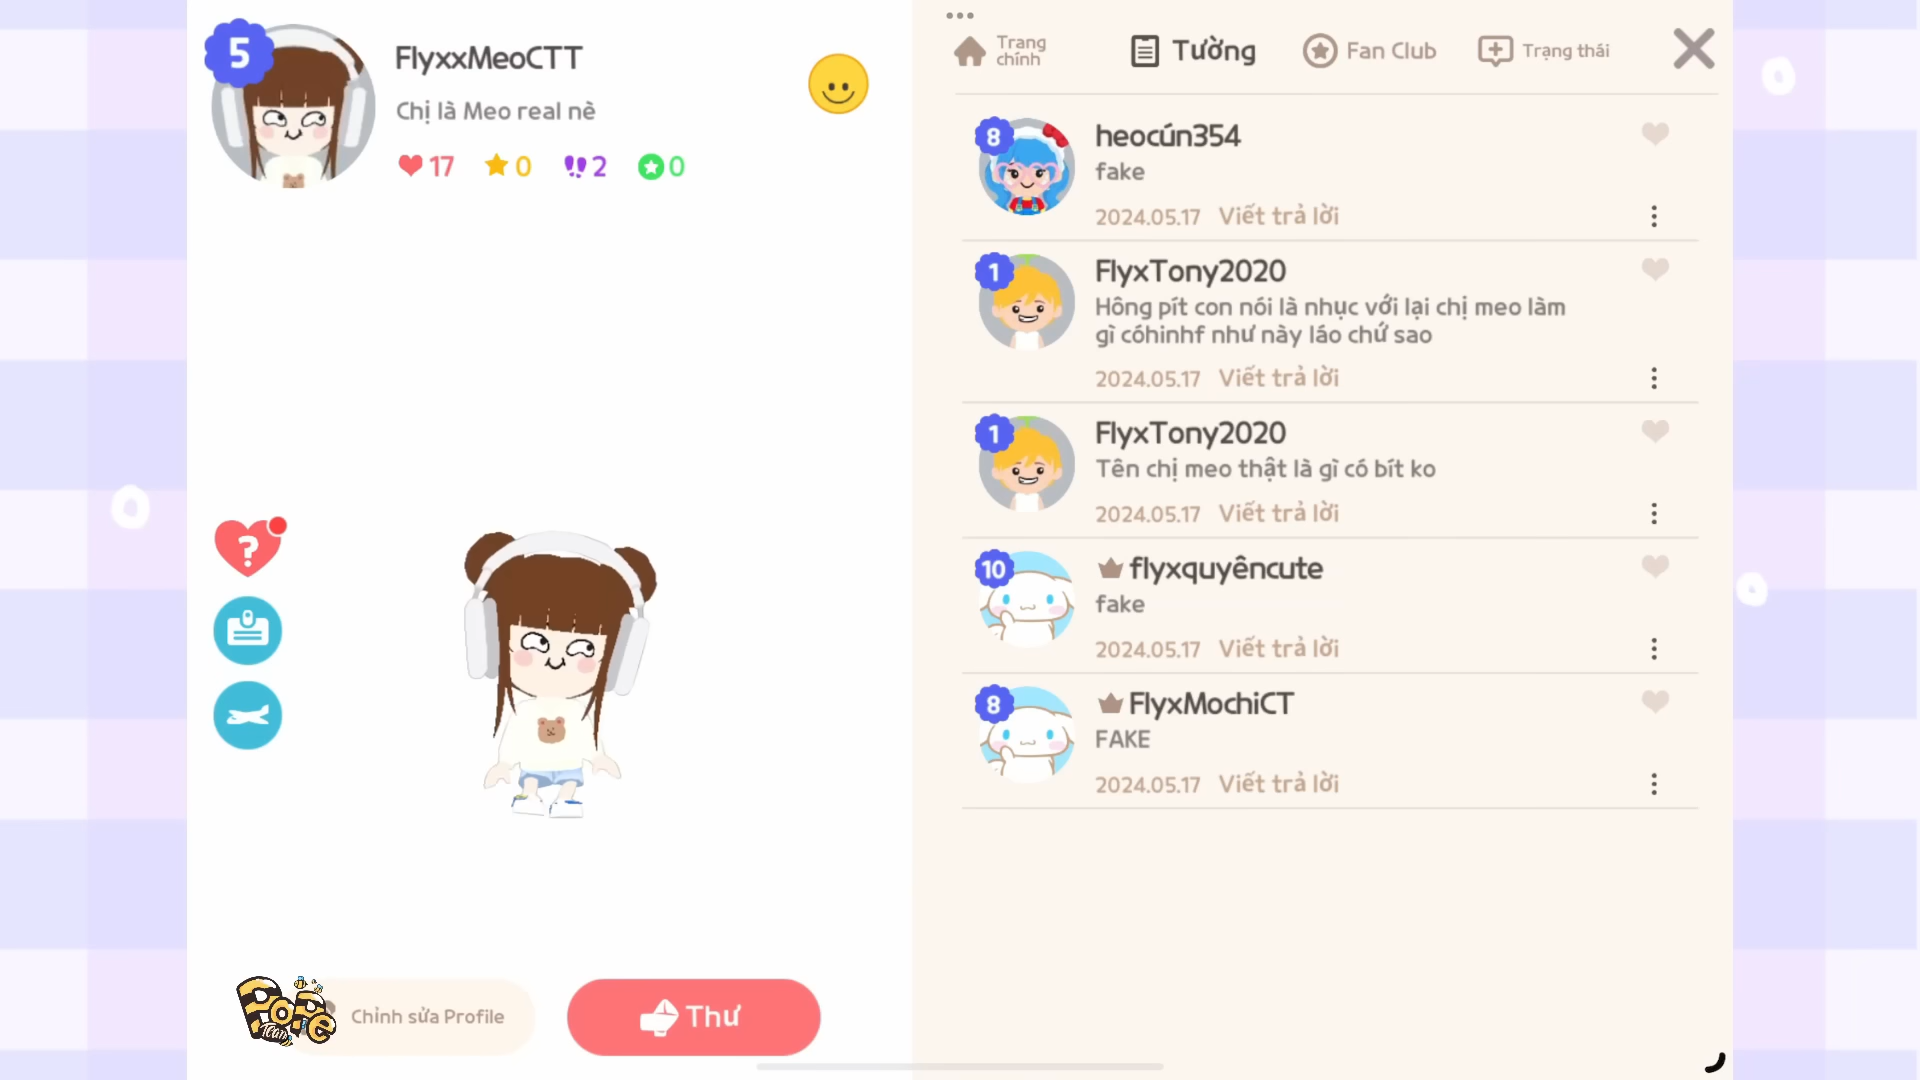 5
FlyxxMeoCTT
Chị là Meo real nè
17
0
2
0
Chỉnh sửa Profile
Thư
PoPe
Team
Trang
chính
Tường
Fan Club
Trạng thái
8
heocún354
fake
2024.05.17 Viết trả lời
1
FlyxTony2020
Hông pít con nói là nhục với lại chị meo làm
gì cóhinhf như này láo chứ sao
2024.05.17 Viết trả lời
1
FlyxTony2020
Tên chị meo thật là gì có bít ko
2024.05.17 Viết trả lời
10
flyxquyêncute
fake
2024.05.17 Viết trả lời
8
FlyxMochiCT
FAKE
2024.05.17 Viết trả lời